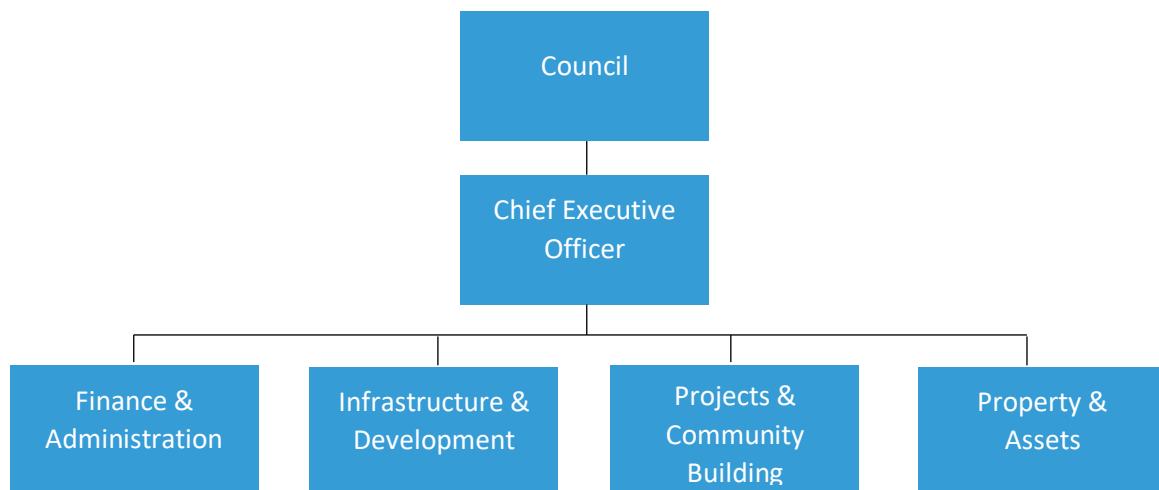 Council
Chief Executive
Officer
Finance &
Administration
Infrastructure &
Development
Projects &
Community
Building
Property &
Assets